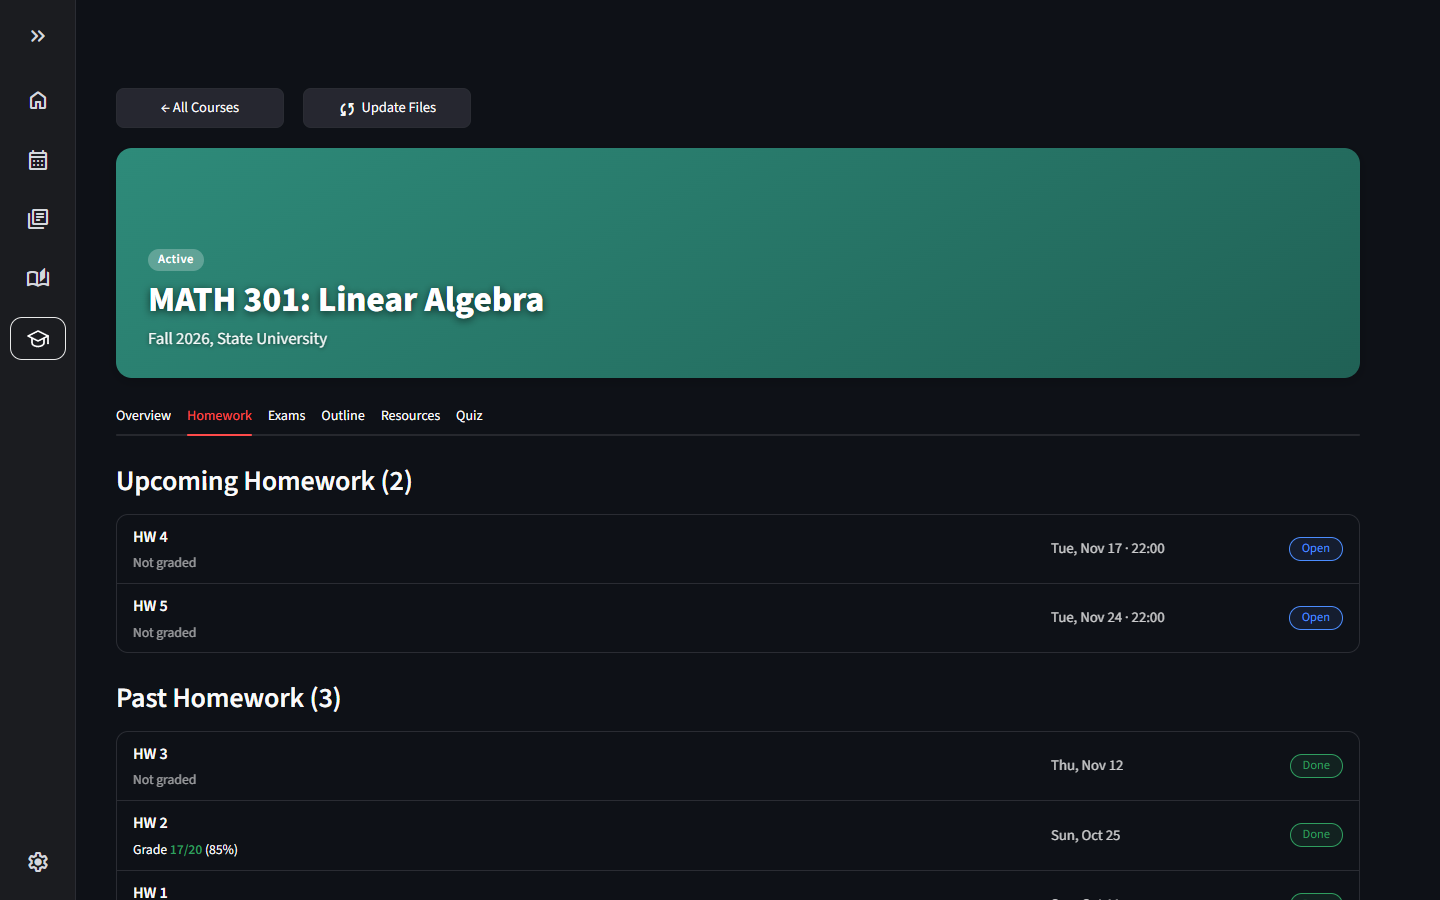 ← All Courses
Update Files
Active
MATH 301: Linear Algebra
Fall 2026, State University
Overview Homework Exams Outline Resources Quiz
Upcoming Homework (2)
HW 4
Not graded
Tue, Nov 17 · 22:00
Open
HW 5
Not graded
Tue, Nov 24 · 22:00
Open
Past Homework (3)
HW 3
Not graded
Thu, Nov 12
Done
HW 2
Grade 17/20 (85%)
Sun, Oct 25
Done
HW 1